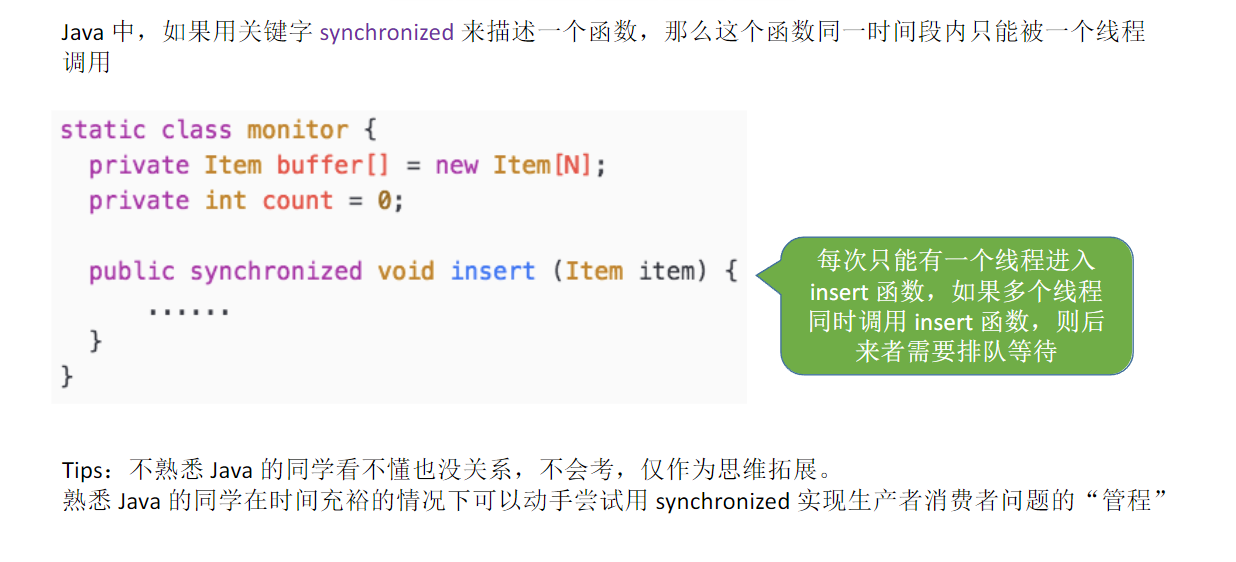 Java 中，如果用关键字 synchronized 来描述一个函数，那么这个函数同一时间段内只能被一个线程
调用
static class monitor {
private Item buffer[] = new Item[N];
private int count = 0;
public synchronized void insert (Item item) {
......
}
}
每次只能有一个线程进入
insert 函数，如果多个线程
同时调用 insert 函数，则后
来者需要排队等待
Tips：不熟悉 Java 的同学看不懂也没关系，不会考，仅作为思维拓展。
熟悉 Java 的同学在时间充裕的情况下可以动手尝试用 synchronized 实现生产者消费者问题的“管程”